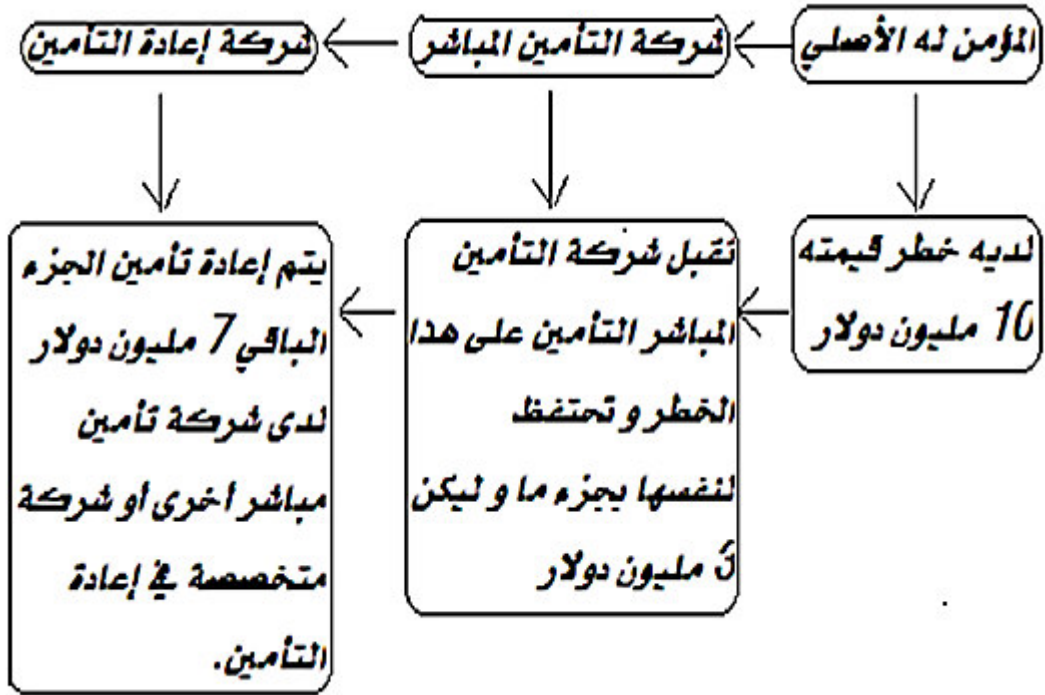 المؤمن له الأصلي
شركة التأمين المباشر
شركة إعادة التأمين
لديه خطر قيمته
10 مليون دولار
تقبل شركة التأمين
المباشر التأمين على هذا
الخطر و تحتفظ
لنفسها بجزء ما و ليكن
3 مليون دولار
يتم إعادة تأمين الجزء
الباقي 7 مليون دولار
لدى شركة تأمين
مباشر أخرى أو شركة
متخصصة في إعادة
التأمين.